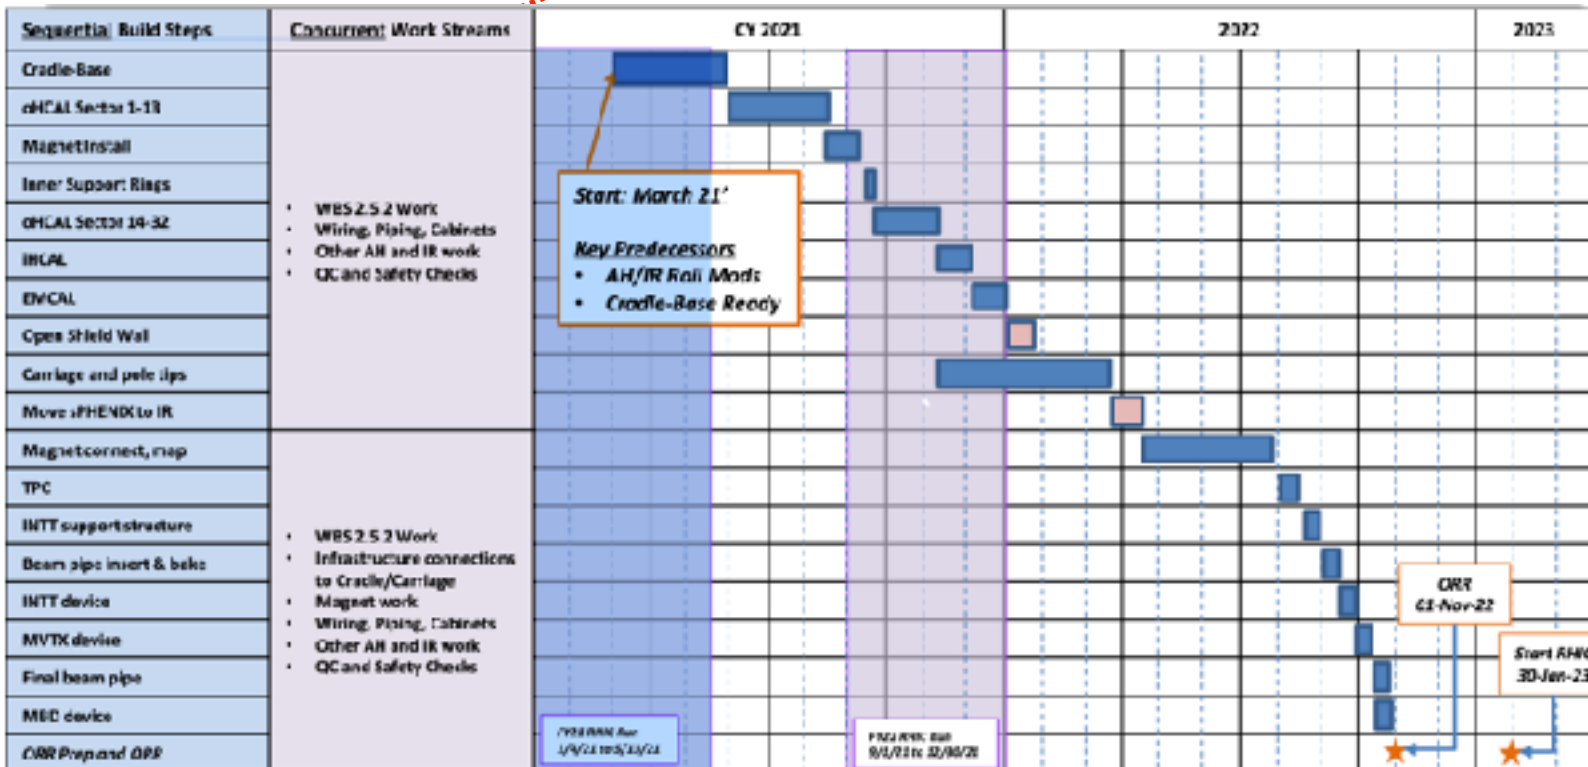 Sequential Build Steps
Concurrent Work Streams
CY 2021
2022
2023
Cradle-Base
oHCAL Sector 1-13
Magnet Install
Inner Support Rings
oHCAL Sector 14-32
iHCAL
EMCAL
Open Shield Wall
Carriage and pole tips
Move sPHENIX to IR
Magnet connect, map
TPC
INTT support structure
Beam pipe insert & bake
INTT device
MVTX device
Final beam pipe
MBD device
ORR Prep and ORR
• WBS 2.5.2 Work
• Wiring, Piping, Cabinets
• Other AH and IR work
• QC and Safety Checks
• WBS 2.5.2 Work
• Infrastructure connections
to Cradle/Carriage
• Magnet work
• Wiring, Piping, Cabinets
• Other AH and IR work
• QC and Safety Checks
Start: March 21'
Key Predecessors
• AH/IR Rail Mods
• Cradle-Base Ready
ORR
01-Nov-22
Start RHIC
30-Jan-23